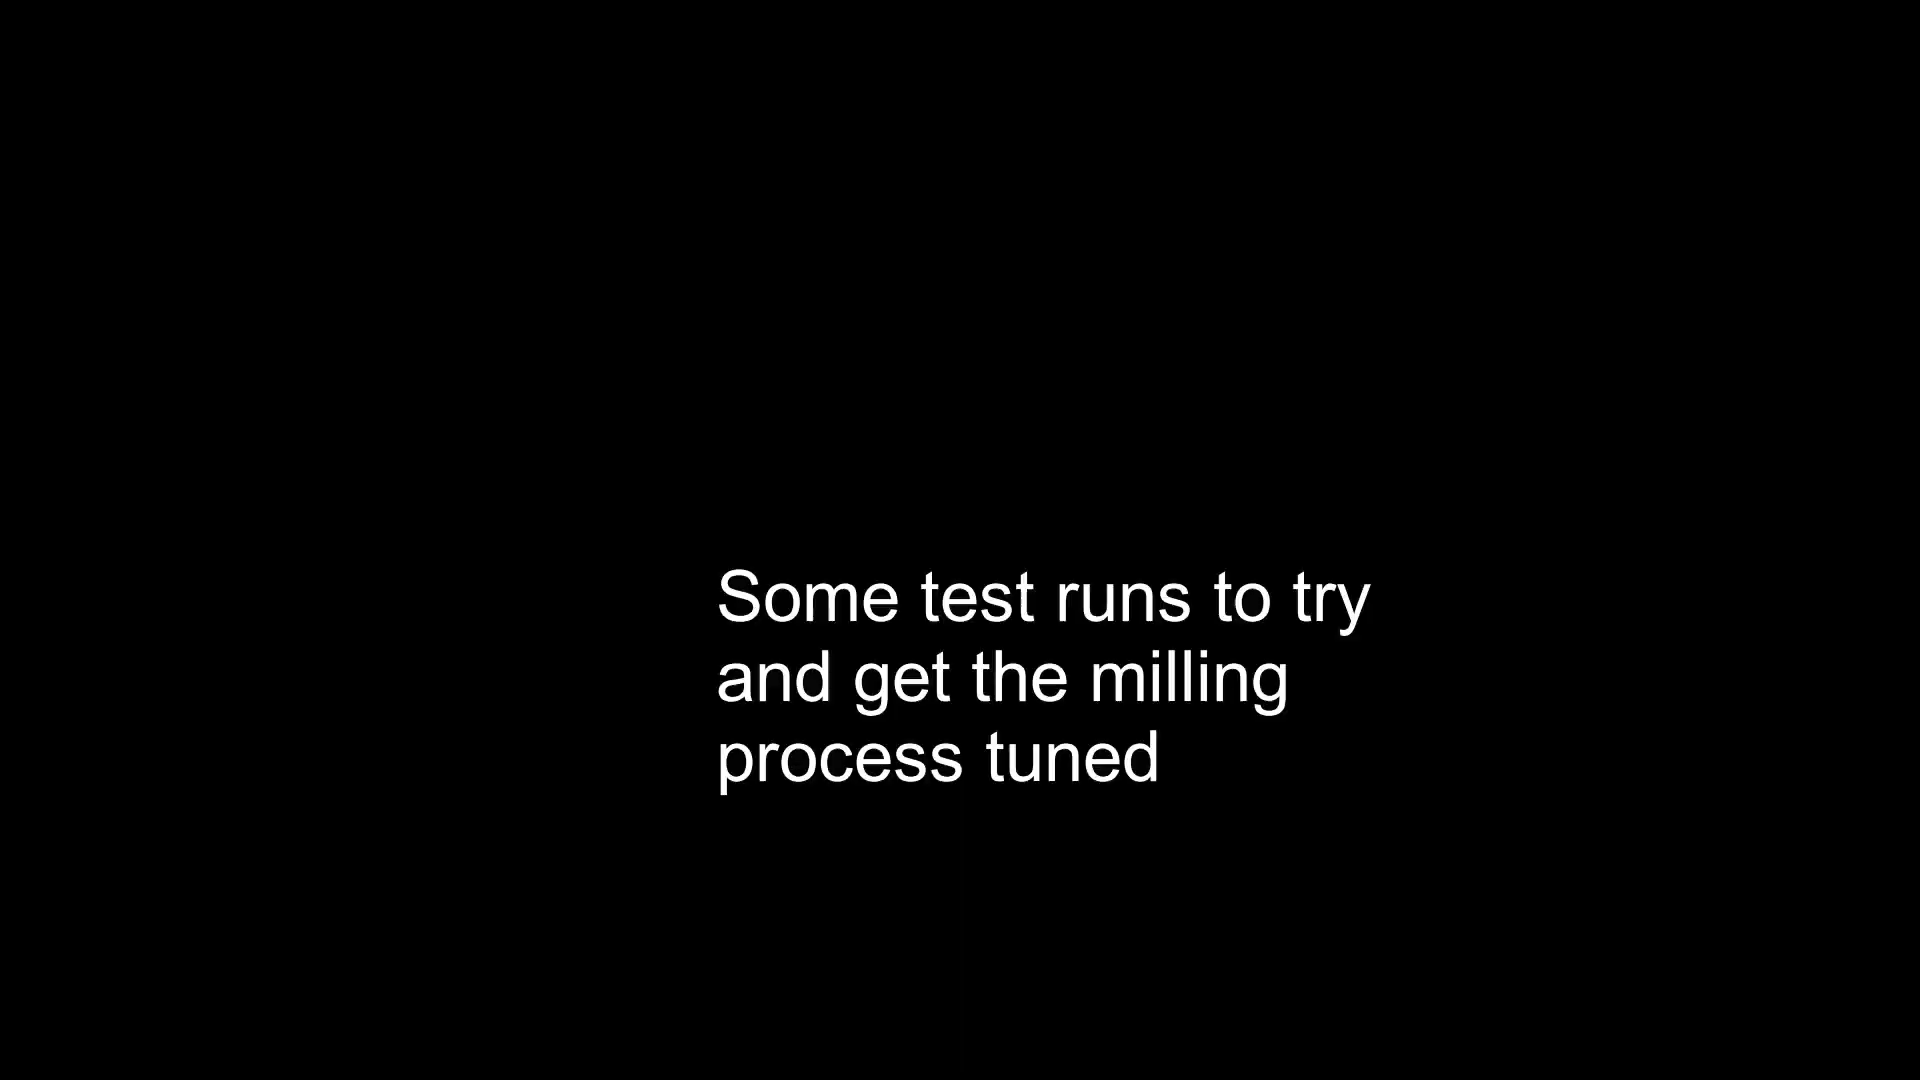 Some test runs to try
and get the milling
process tuned